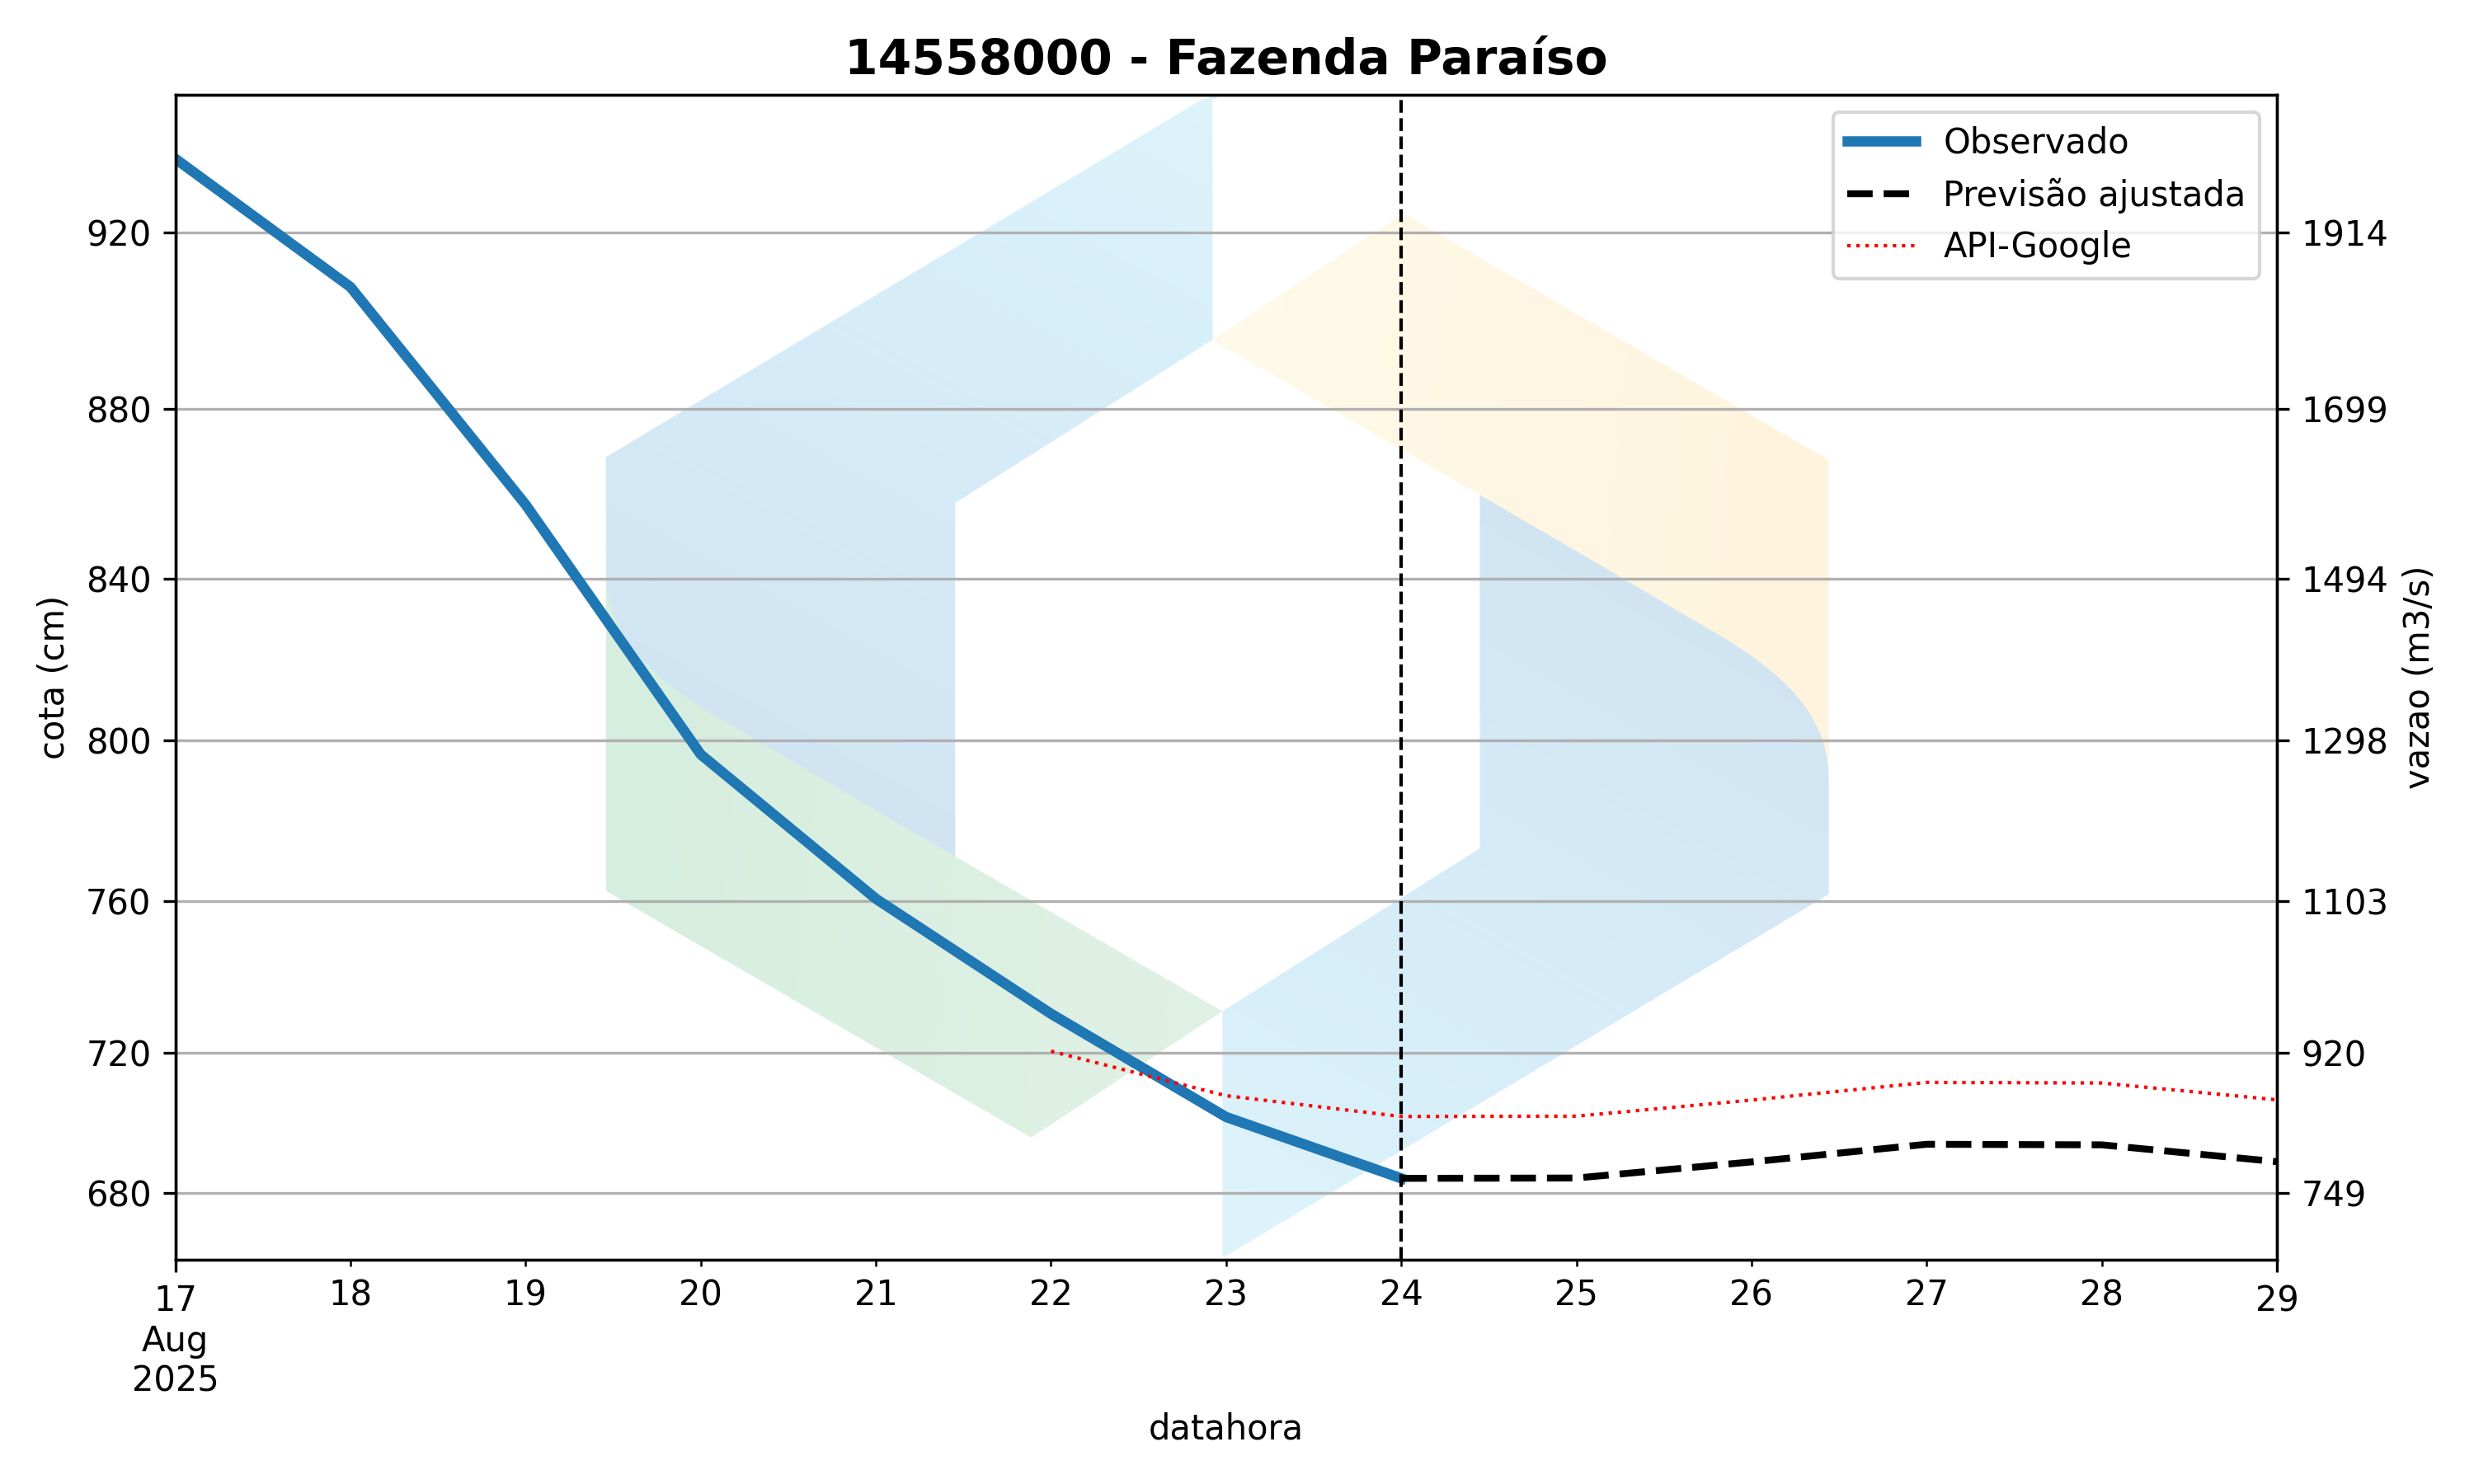 14558000 - Fazenda Paraíso
Observado
Previsão ajustada
API-Google
cota (cm)
920
880
840
800
760
720
680
1914
1699
1494
1298
1103
920
749
vazao (m3/s)
17 18 19 20 21 22 23 24 25 26 27 28 29
Aug
2025
datahora